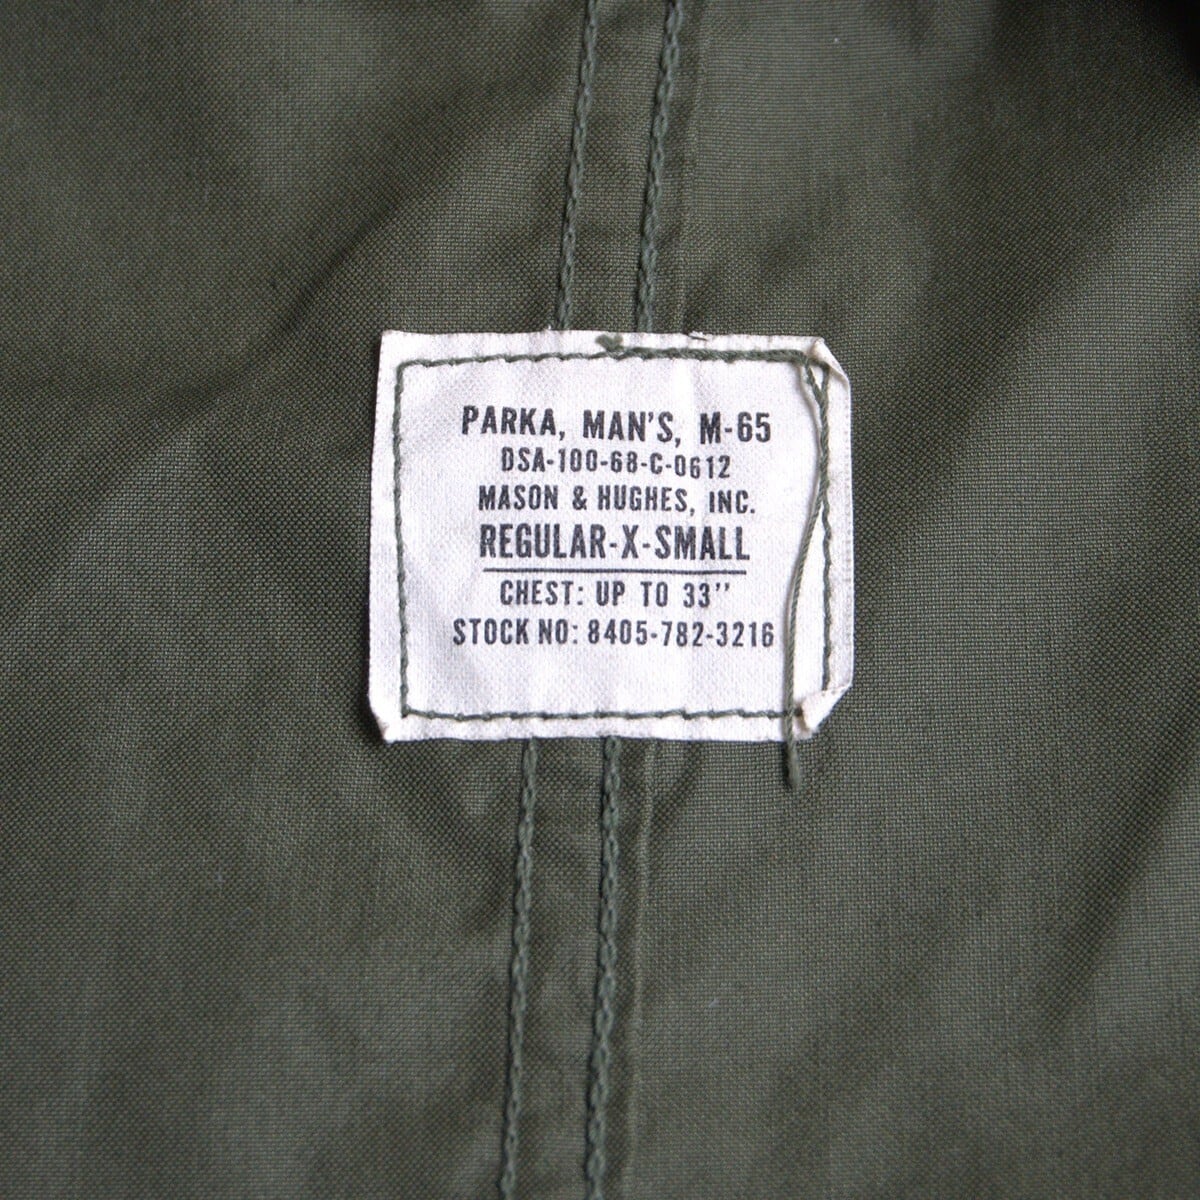 PARKA, MAN'S, M-65
DSA-100-68-C-0612
MASON & HUGHES, INC.
REGULAR-X-SMALL
CHEST: UP TO 33"
STOCK NO: 8405-782-3216